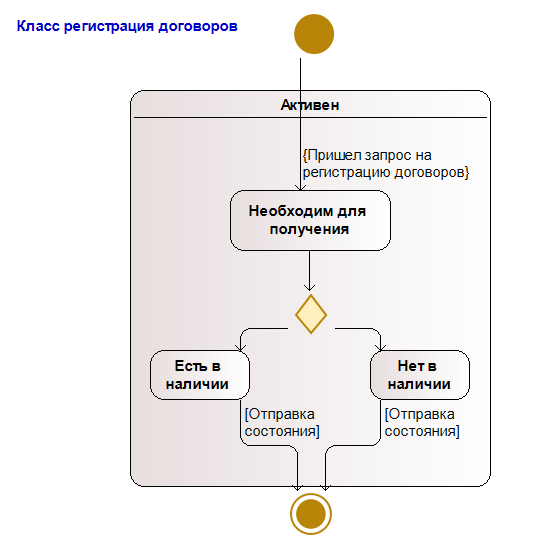 Класс регистрация договоров
Активен
{Пришел запрос на
регистрацию договоров}
Необходим для
получения
Есть в
наличии
Нет в
наличии
[Отправка
состояния]
[Отправка
состояния]